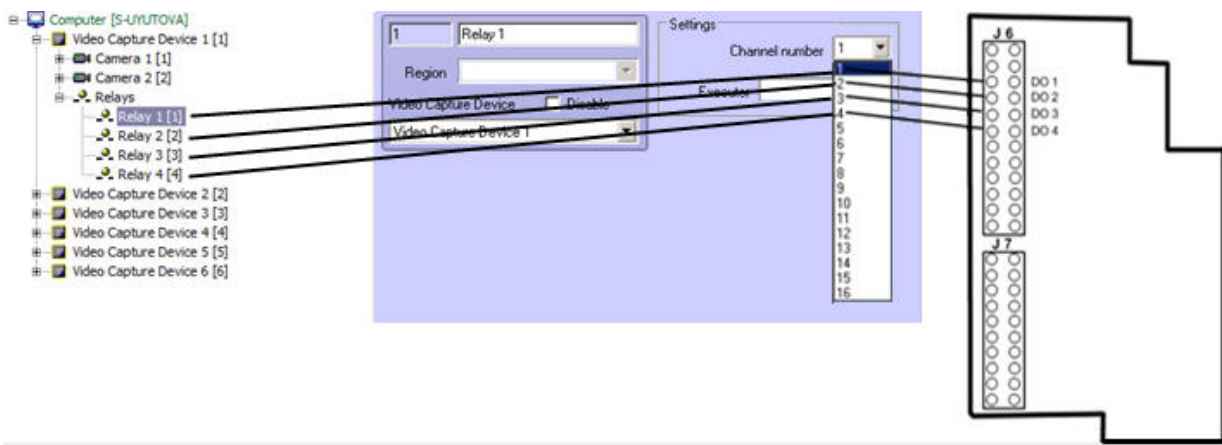 Computer [S-UYUTOVA]
Video Capture Device 1 [1]
Camera 1 [1]
Camera 2 [2]
Relays
Relay 1 [1]
Relay 2 [2]
Relay 3 [3]
Relay 4 [4]
Video Capture Device 2 [2]
Video Capture Device 3 [3]
Video Capture Device 4 [4]
Video Capture Device 5 [5]
Video Capture Device 6 [6]
1 Relay 1
Region
Video Capture Device Disable
Video Capture Device 1
Settings
Channel number 1
Executor
1
2
3
4
5
6
7
8
9
10
11
12
13
14
15
16
J 6
DO 1
DO 2
DO 3
DO 4
J 7